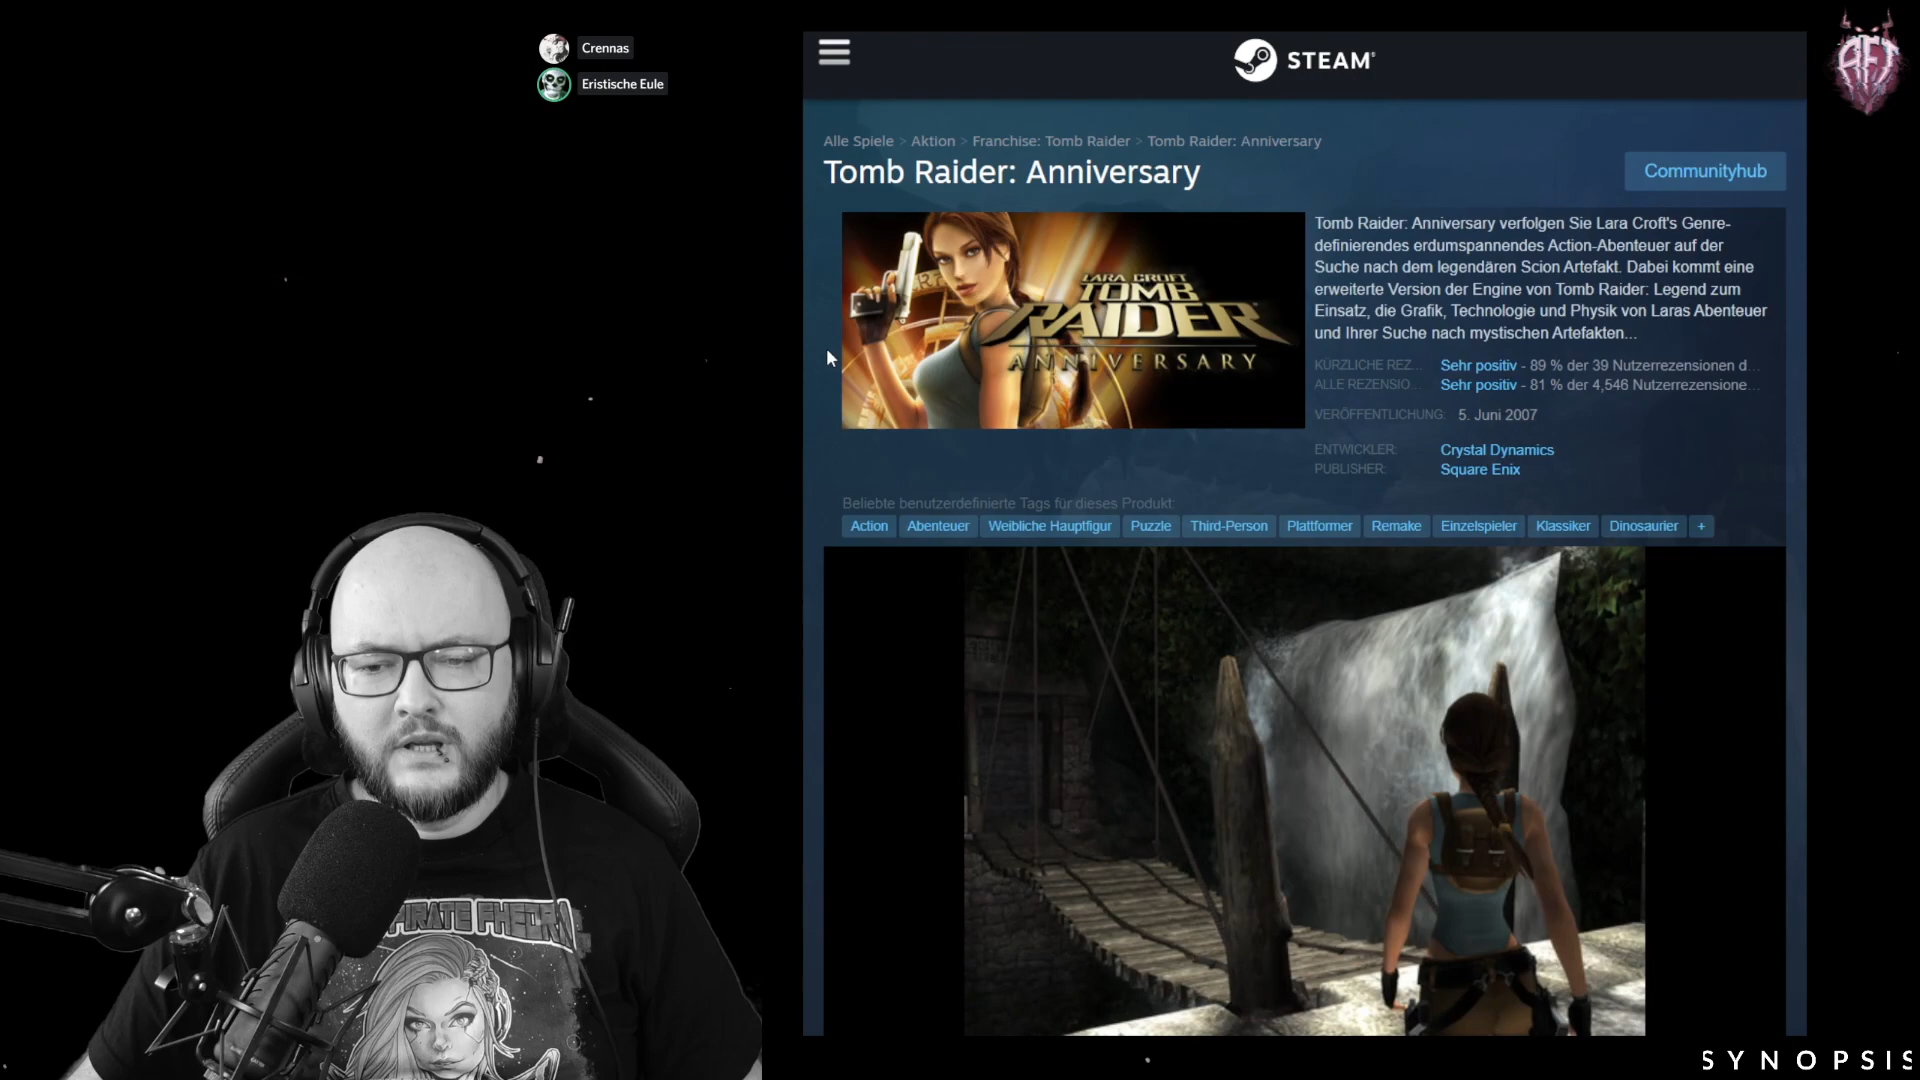 Crennas
Eristische Eule
STEAM
AFT
Alle Spiele > Aktion > Franchise: Tomb Raider > Tomb Raider: Anniversary
Tomb Raider: Anniversary
Communityhub
LARA CROFT
TOMB
RAIDER
ANNIVERSARY
Tomb Raider: Anniversary verfolgen Sie Lara Croft's Genre-
definierendes erdumspannendes Action-Abenteuer auf der
Suche nach dem legendären Scion Artefakt. Dabei kommt eine
erweiterte Version der Engine von Tomb Raider: Legend zum
Einsatz, die Grafik, Technologie und Physik von Laras Abenteuer
und Ihrer Suche nach mystischen Artefakten...
KÜRZLICHE REZ... Sehr positiv - 89 % der 39 Nutzerrezensionen d...
ALLE REZENSIO... Sehr positiv - 81 % der 4,546 Nutzerrezensione...
VERÖFFENTLICHUNG: 5. Juni 2007
ENTWICKLER: Crystal Dynamics
PUBLISHER: Square Enix
Beliebte benutzerdefinierte Tags für dieses Produkt:
Action Abenteuer Weibliche Hauptfigur Puzzle Third-Person Plattformer Remake Einzelspieler Klassiker Dinosaurier +
PIRATE PHEDRA
SYNOPSIS